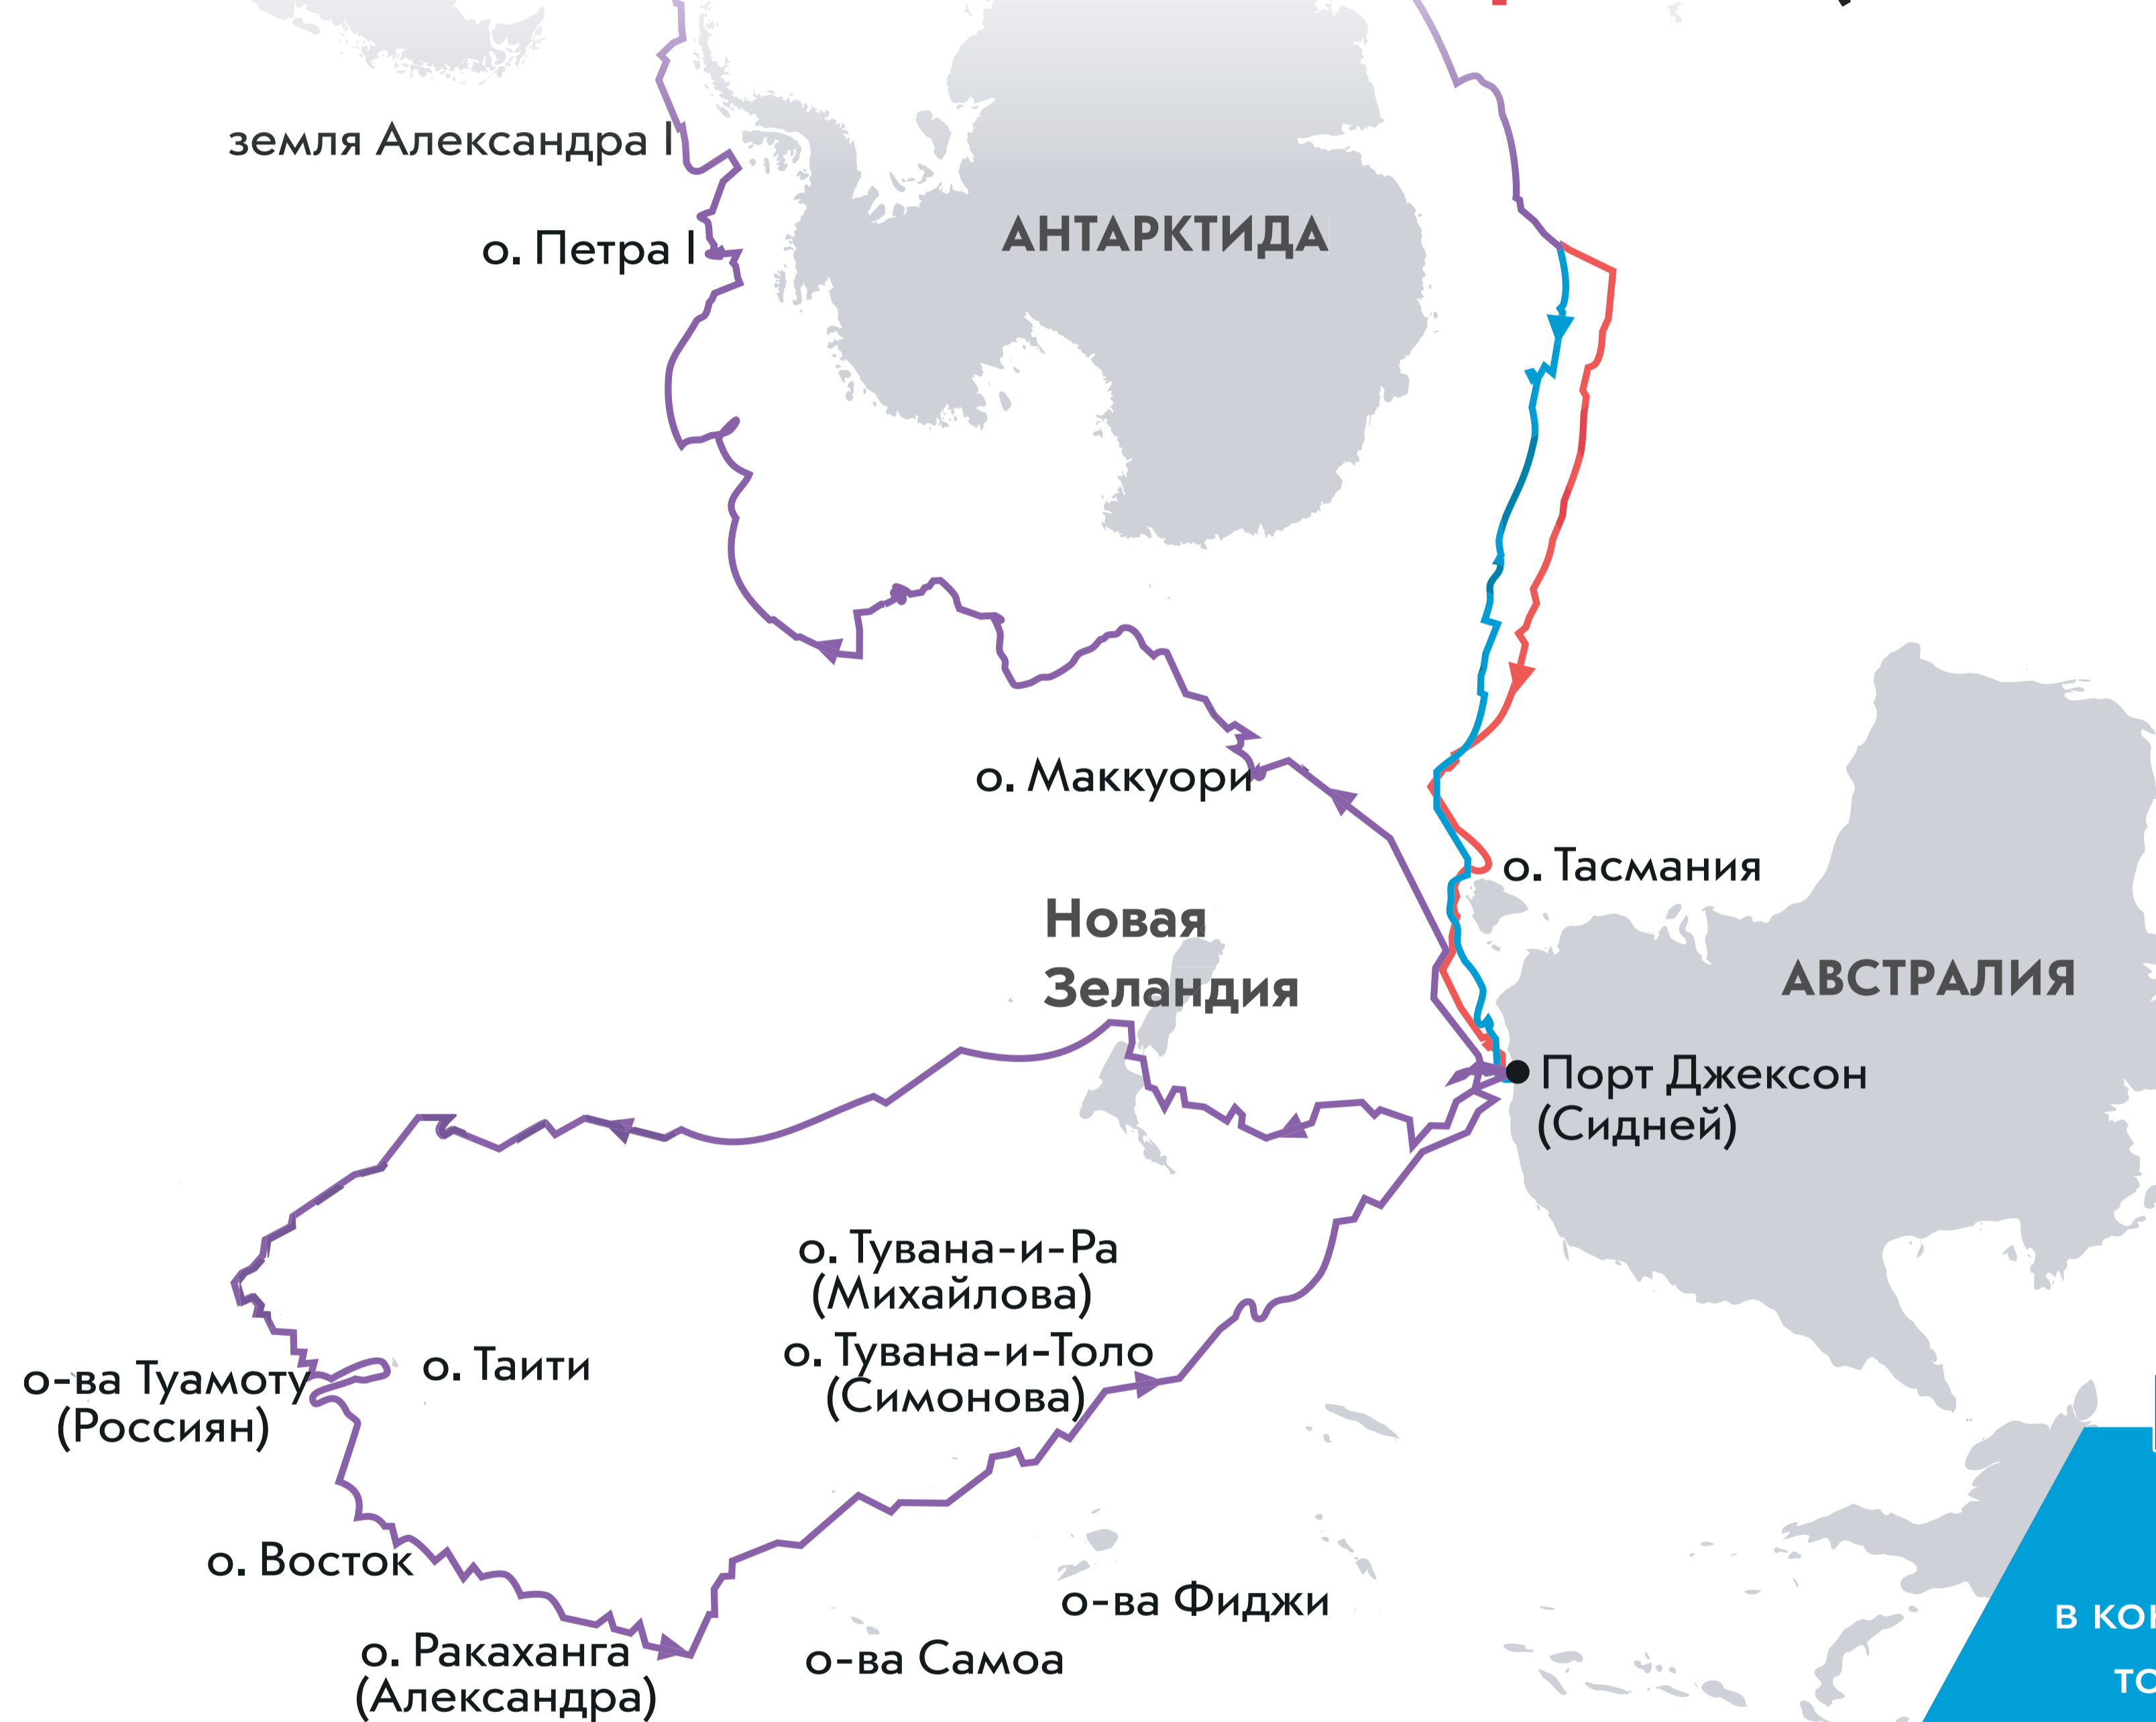 земля Александра I
о. Петра I
АНТАРКТИДА
о. Маккуори
о. Тасмания
Новая
Зеландия
АВСТРАЛИЯ
Порт Джексон
(Сидней)
о. Тувана-и-Ра
(Михайлова)
о. Тувана-и-Толо
(Симонова)
о. Таити
о-ва Туамоту
(Россиян)
о. Восток
о-ва Фиджи
о. Ракаханга
(Александра)
о-ва Самоа
в